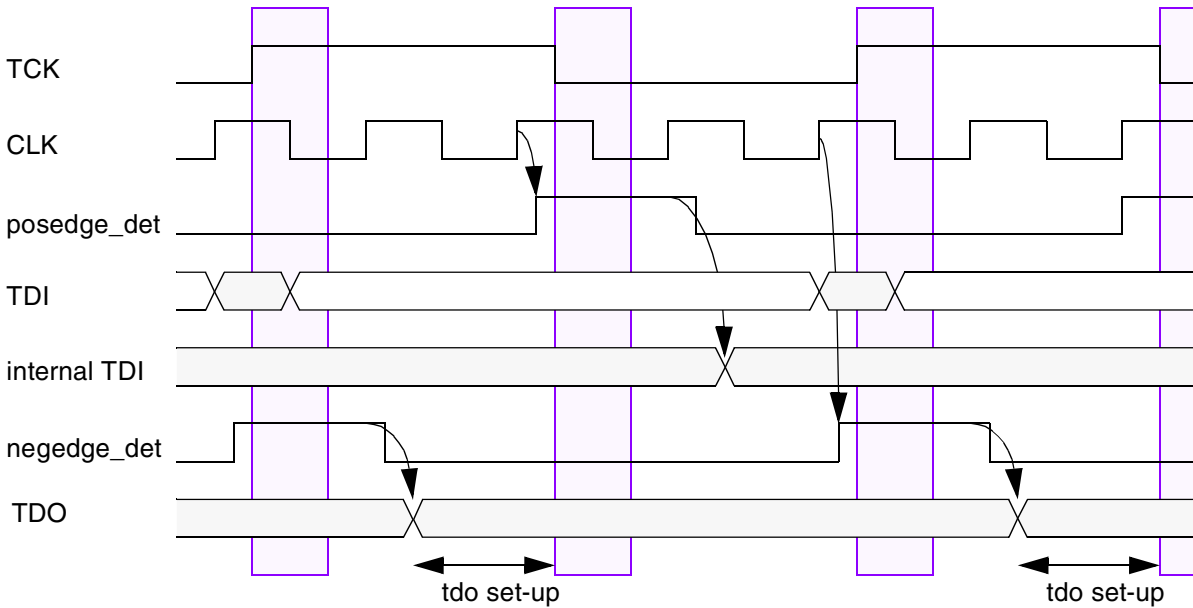 TCK
CLK
posedge_det
TDI
internal TDI
negedge_det
TDO
tdo set-up
tdo set-up